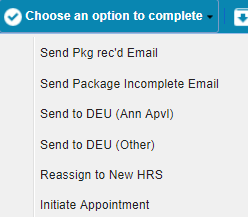 Choose an option to complete
Send Pkg rec'd Email
Send Package Incomplete Email
Send to DEU (Ann Apvl)
Send to DEU (Other)
Reassign to New HRS
Initiate Appointment